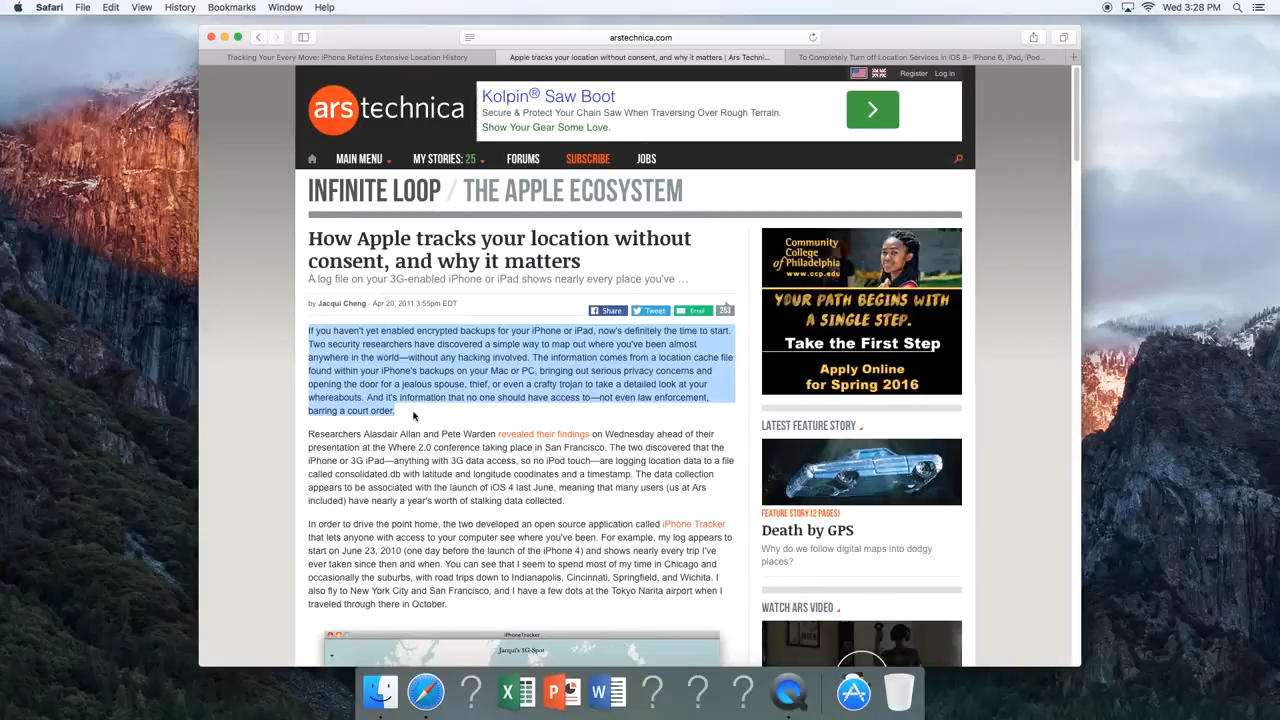 Safari File Edit View History Bookmarks Window Help Wed 3:28 PM
arstechnica.com
Tracking Your Every Move: iPhone Retains Extensive Location History
Apple tracks your location without consent, and why it matters | Ars Techni...
To Completely Turn off Location Services in iOS 8- iPhone 6, iPad, iPod...
Register Log in
arstechnica
Kolpin® Saw Boot
Secure & Protect Your Chain Saw When Traversing Over Rough Terrain.
Show Your Gear Some Love.
MAIN MENU MY STORIES: 25 FORUMS SUBSCRIBE JOBS
INFINITE LOOP / THE APPLE ECOSYSTEM
How Apple tracks your location without
consent, and why it matters
A log file on your 3G-enabled iPhone or iPad shows nearly every place you've ...
by Jacqui Cheng - Apr 20, 2011 3:55pm EDT
Share Tweet Email 253
If you haven't yet enabled encrypted backups for your iPhone or iPad, now's definitely the time to start.
Two security researchers have discovered a simple way to map out where you've been almost
anywhere in the world—without any hacking involved. The information comes from a location cache file
found within your iPhone's backups on your Mac or PC, bringing out serious privacy concerns and
opening the door for a jealous spouse, thief, or even a crafty trojan to take a detailed look at your
whereabouts. And it's information that no one should have access to—not even law enforcement,
barring a court order.
Researchers Alasdair Allan and Pete Warden revealed their findings on Wednesday ahead of their
presentation at the Where 2.0 conference taking place in San Francisco. The two discovered that the
iPhone or 3G iPad—anything with 3G data access, so no iPod touch—are logging location data to a file
called consolidated.db with latitude and longitude coodinates and a timestamp. The data collection
appears to be associated with the launch of iOS 4 last June, meaning that many users (us at Ars
included) have nearly a year's worth of stalking data collected.
In order to drive the point home, the two developed an open source application called iPhone Tracker
that lets anyone with access to your computer see where you've been. For example, my log appears to
start on June 23, 2010 (one day before the launch of the iPhone 4) and shows nearly every trip I've
ever taken since then and when. You can see that I seem to spend most of my time in Chicago and
occasionally the suburbs, with road trips down to Indianapolis, Cincinnati, Springfield, and Wichita. I
also fly to New York City and San Francisco, and I have a few dots at the Tokyo Narita airport when I
traveled through there in October.
iPhoneTracker
Jacqui's 3G-Spot
Community
College of
Philadelphia
www.ccp.edu
YOUR PATH BEGINS WITH
A SINGLE STEP.
Take the First Step
Apply Online
for Spring 2016
LATEST FEATURE STORY
FEATURE STORY (2 PAGES)
Death by GPS
Why do we follow digital maps into dodgy
places?
WATCH ARS VIDEO